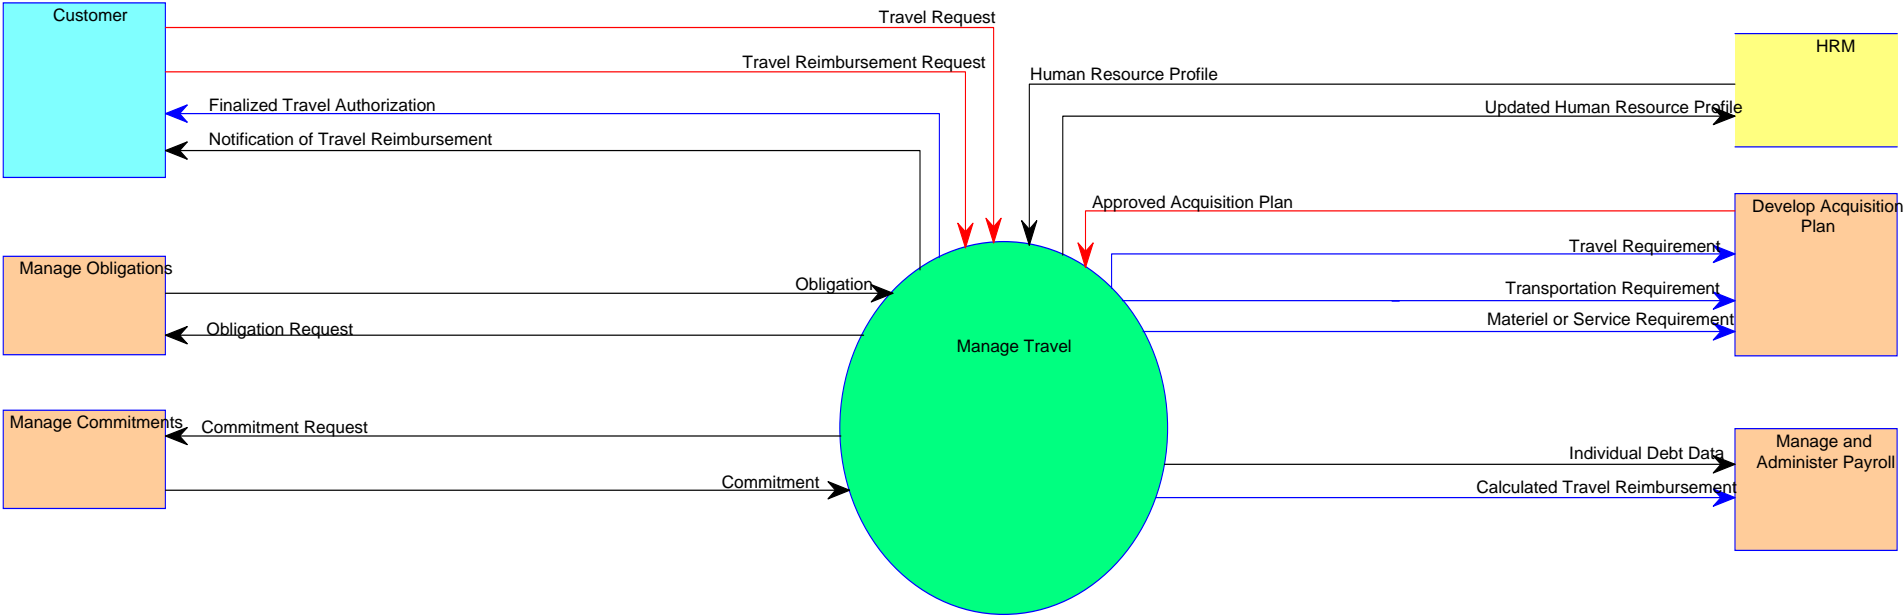 Customer
Travel Request
Travel Reimbursement Request
Finalized Travel Authorization
Notification of Travel Reimbursement
HRM
Human Resource Profile
Updated Human Resource Profile
Approved Acquisition Plan
Develop Acquisition
Plan
Travel Requirement
Transportation Requirement
Materiel or Service Requirement
Manage Obligations
Obligation
Obligation Request
Manage Travel
Manage Commitments
Commitment Request
Commitment
Manage and
Administer Payroll
Individual Debt Data
Calculated Travel Reimbursement